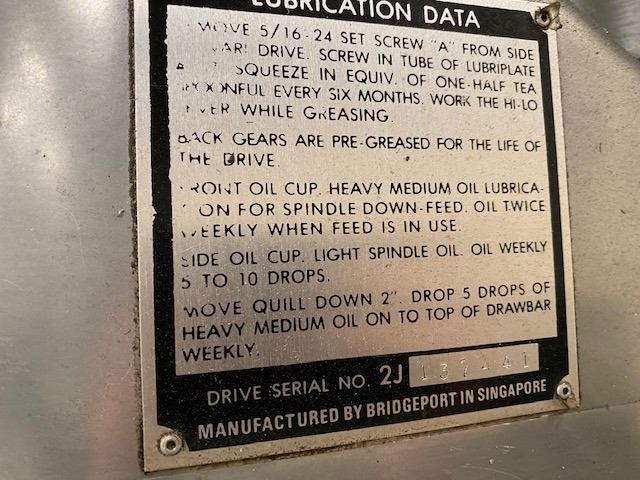 LUBRICATION DATA
MOVE 5/16-24 SET SCREW "A" FROM SIDE
VARI DRIVE. SCREW IN TUBE OF LUBRIPLATE
SQUEEZE IN EQUIV. OF ONE-HALF TEA
SPOONFUL EVERY SIX MONTHS. WORK THE HI-LO
LEVER WHILE GREASING.
BACK GEARS ARE PRE-GREASED FOR THE LIFE OF
THE DRIVE.
FRONT OIL CUP. HEAVY MEDIUM OIL LUBRICA-
TION FOR SPINDLE DOWN-FEED. OIL TWICE
WEEKLY WHEN FEED IS IN USE.
SIDE OIL CUP. LIGHT SPINDLE OIL. OIL WEEKLY
5 TO 10 DROPS.
MOVE QUILL DOWN 2". DROP 5 DROPS OF
HEAVY MEDIUM OIL ON TO TOP OF DRAWBAR
WEEKLY.
DRIVE SERIAL NO. 2J 137441
MANUFACTURED BY BRIDGEPORT IN SINGAPORE